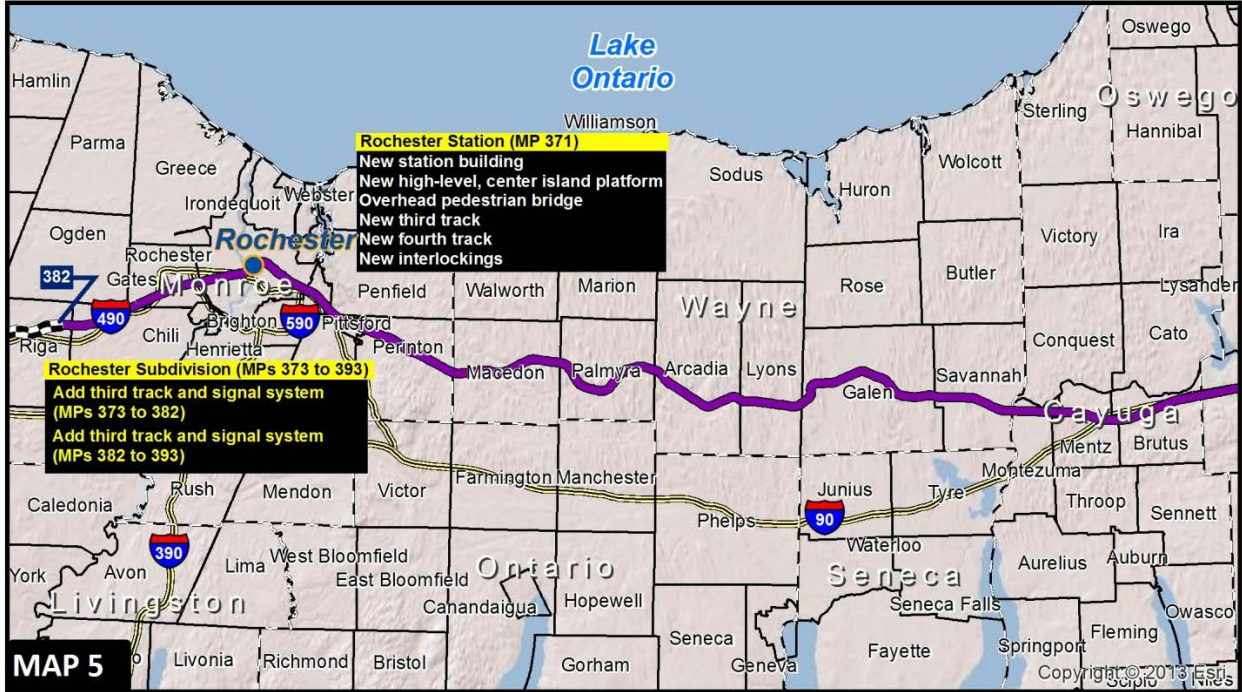 Lake
Ontario
Oswego
Hamlin
Sterling
Oswego
Hannibal
Parma
Williamson
Greece
Rochester Station (MP 371)
New station building
New high-level, center island platform
Overhead pedestrian bridge
New third track
New fourth track
New interlockings
Sodus
Wolcott
Huron
Irondequoit
Webster
Ogden
Rochester
Victory
Ira
Rochester
382
Gates
Monroe
Penfield
Walworth
Marion
Wayne
Rose
Butler
Lysander
490
Chili
Brighton
590
Pittsford
Riga
Henrietta
Perinton
Conquest
Cato
Rochester Subdivision (MPs 373 to 393)
Add third track and signal system
(MPs 373 to 382)
Add third track and signal system
(MPs 382 to 393)
Macedon
Palmyra
Arcadia
Lyons
Galen
Savannah
Cayuga
Mentz
Brutus
Montezuma
Rush
Mendon
Victor
Farmington
Manchester
Junius
Tyre
Throop
Caledonia
Phelps
90
Sennett
Waterloo
390
York
Avon
Lima
West Bloomfield
East Bloomfield
Ontario
Seneca
Aurelius
Auburn
Livingston
Canandaigua
Hopewell
Seneca Falls
Owasco
Seneca
Fayette
Springport
Fleming
MAP 5
o
Livonia
Richmond
Bristol
Gorham
Geneva
Copyright © 2013 Esri
Scipio
Niles